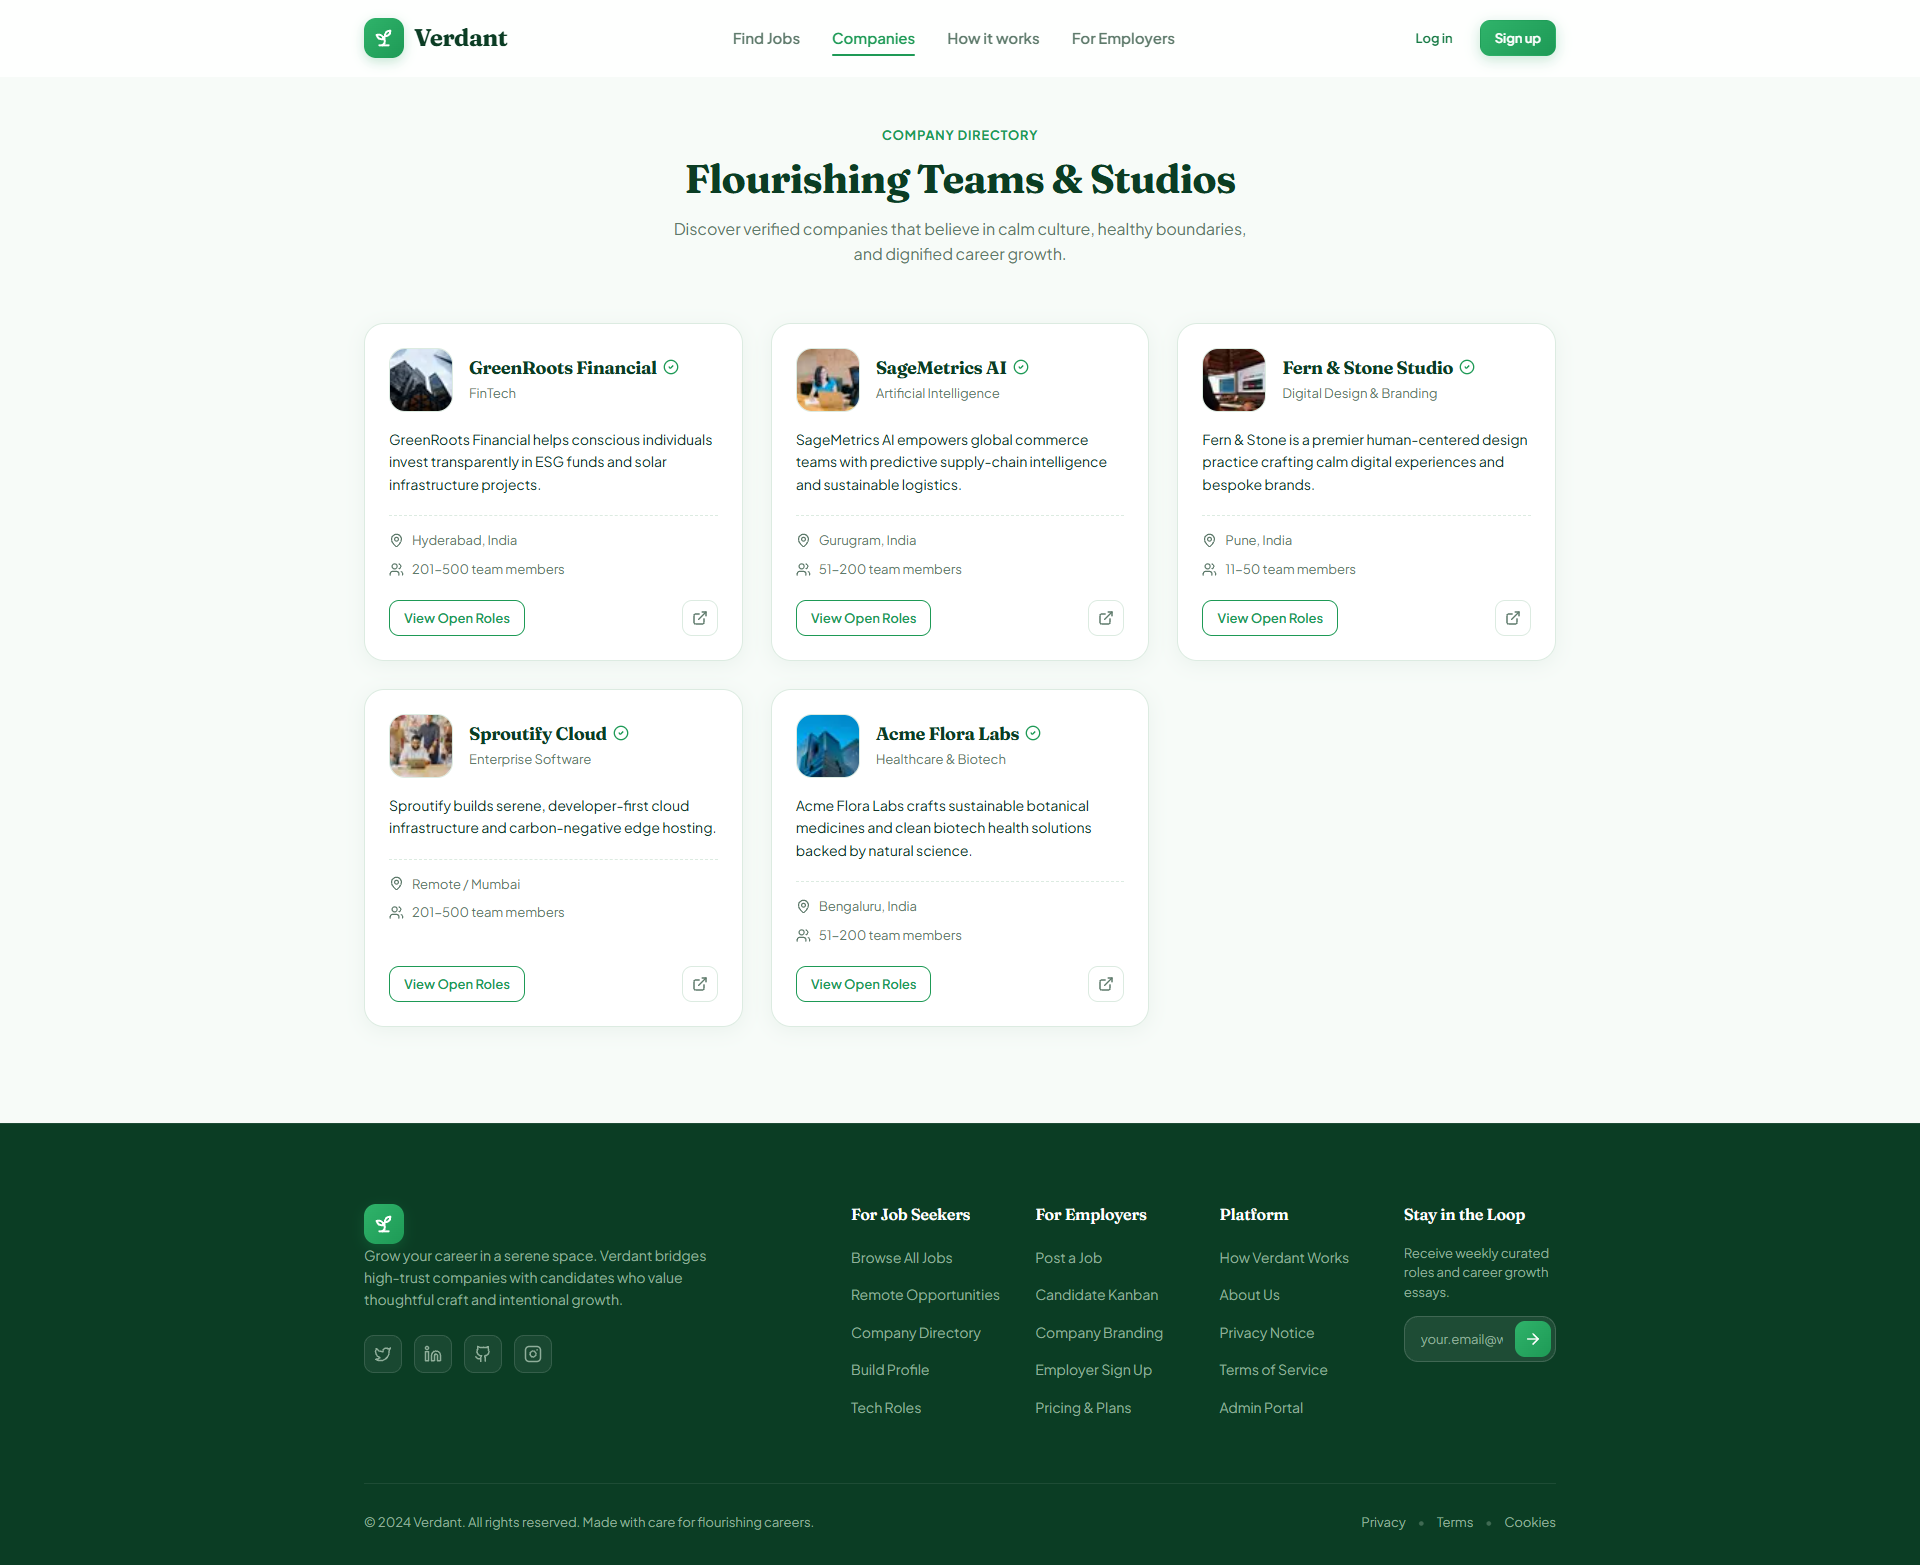 Verdant
Find Jobs
Companies
How it works
For Employers
Log in
Sign up
COMPANY DIRECTORY
Flourishing Teams & Studios
Discover verified companies that believe in calm culture, healthy boundaries,
and dignified career growth.
GreenRoots Financial
FinTech
GreenRoots Financial helps conscious individuals
invest transparently in ESG funds and solar
infrastructure projects.
Hyderabad, India
201-500 team members
View Open Roles
SageMetrics AI
Artificial Intelligence
SageMetrics AI empowers global commerce
teams with predictive supply-chain intelligence
and sustainable logistics.
Gurugram, India
51-200 team members
View Open Roles
Fern & Stone Studio
Digital Design & Branding
Fern & Stone is a premier human-centered design
practice crafting calm digital experiences and
bespoke brands.
Pune, India
11-50 team members
View Open Roles
Sproutify Cloud
Enterprise Software
Sproutify builds serene, developer-first cloud
infrastructure and carbon-negative edge hosting.
Remote / Mumbai
201-500 team members
View Open Roles
Acme Flora Labs
Healthcare & Biotech
Acme Flora Labs crafts sustainable botanical
medicines and clean biotech health solutions
backed by natural science.
Bengaluru, India
51-200 team members
View Open Roles
Grow your career in a serene space. Verdant bridges
high-trust companies with candidates who value
thoughtful craft and intentional growth.
For Job Seekers
Browse All Jobs
Remote Opportunities
Company Directory
Build Profile
Tech Roles
For Employers
Post a Job
Candidate Kanban
Company Branding
Employer Sign Up
Pricing & Plans
Platform
How Verdant Works
About Us
Privacy Notice
Terms of Service
Admin Portal
Stay in the Loop
Receive weekly curated
roles and career growth
essays.
your.email@w
© 2024 Verdant. All rights reserved. Made with care for flourishing careers.
Privacy • Terms • Cookies